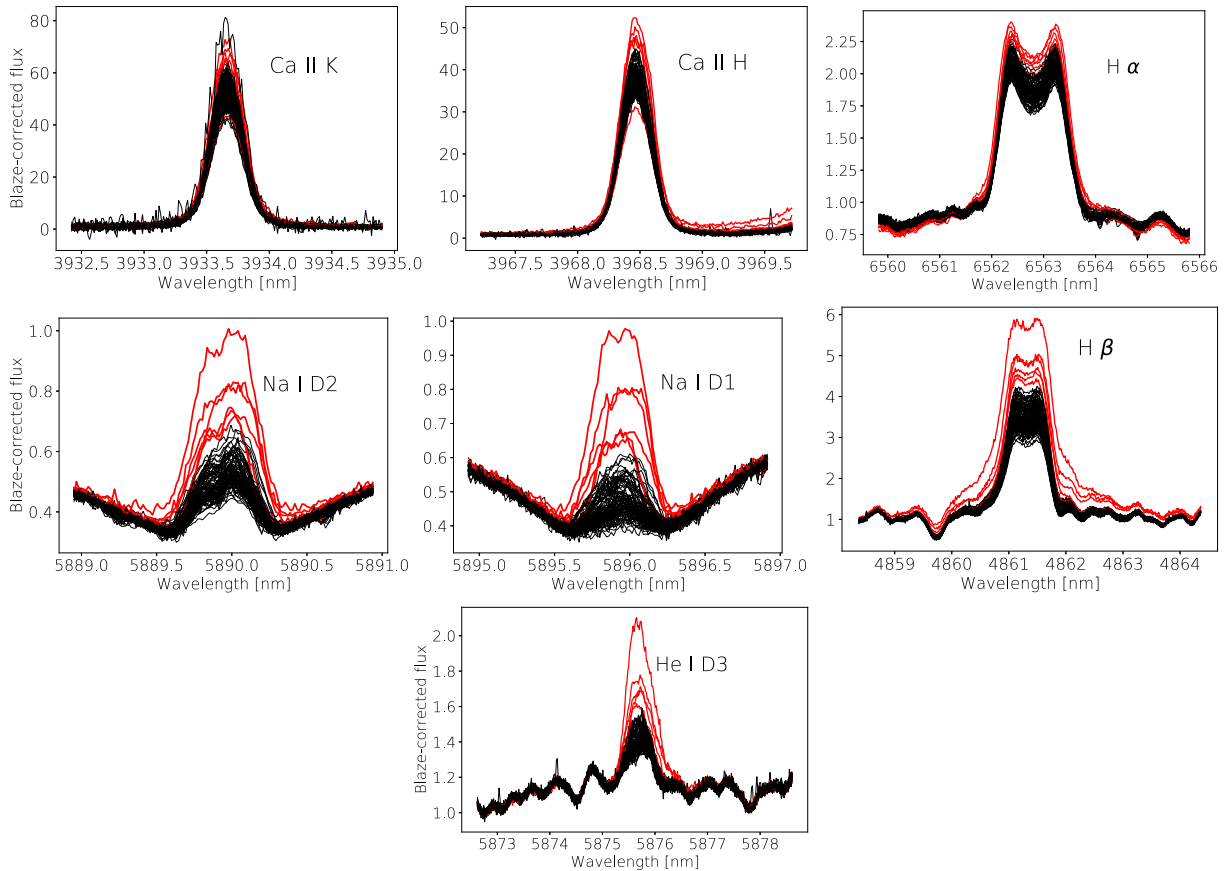 Ca II K
Blaze-corrected flux
80
60
40
20
0
3932.5 3933.0 3933.5 3934.0 3934.5 3935.0
Wavelength [nm]
Ca II H
50
40
30
20
10
0
3967.5 3968.0 3968.5 3969.0 3969.5
Wavelength [nm]
H α
2.25
2.00
1.75
1.50
1.25
1.00
0.75
6560 6561 6562 6563 6564 6565 6566
Wavelength [nm]
Na I D2
Blaze-corrected flux
1.0
0.8
0.6
0.4
5889.0 5889.5 5890.0 5890.5 5891.0
Wavelength [nm]
Na I D1
1.0
0.9
0.8
0.7
0.6
0.5
0.4
5895.0 5895.5 5896.0 5896.5 5897.0
Wavelength [nm]
H β
6
5
4
3
2
1
4859 4860 4861 4862 4863 4864
Wavelength [nm]
He I D3
Blaze-corrected flux
2.0
1.8
1.6
1.4
1.2
1.0
5873 5874 5875 5876 5877 5878
Wavelength [nm]